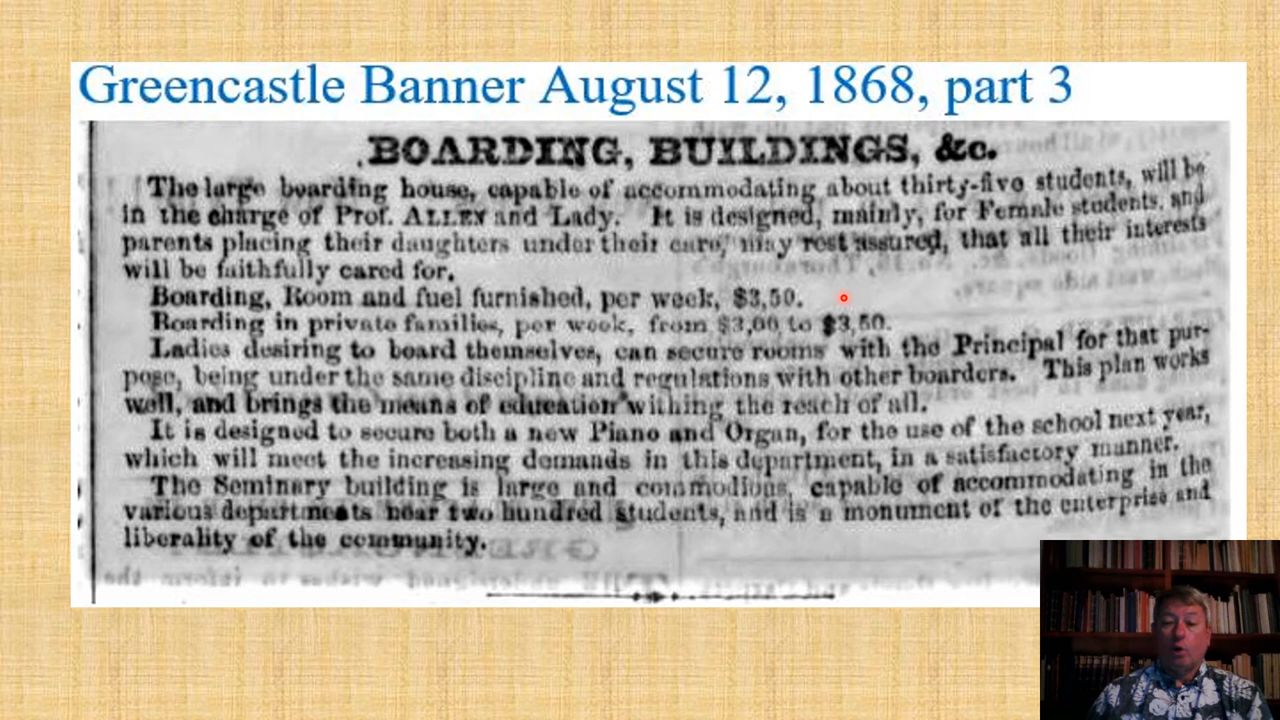 Greencastle Banner August 12, 1868, part 3
BOARDING, BUILDINGS, &c.
The large boarding house, capable of accommodating about thirty-five students, will be
in the charge of Prof. ALLEN and Lady. It is designed, mainly, for Female students, and
parents placing their daughters under their care, may rest assured, that all their interests
will be faithfully cared for.
Boarding, Room and fuel furnished, per week, $3,50.
Boarding in private families, per week, from $3,00 to $3,50.
Ladies desiring to board themselves, can secure rooms with the Principal for that pur-
pose, being under the same discipline and regulations with other boarders. This plan works
well, and brings the means of education withing the reach of all.
It is designed to secure both a new Piano and Organ, for the use of the school next year,
which will meet the increasing demands in this department, in a satisfactory manner.
The Seminary building is large and commodious, capable of accommodating in the
various departments near two hundred students, and is a monument of the enterprise and
liberality of the community.